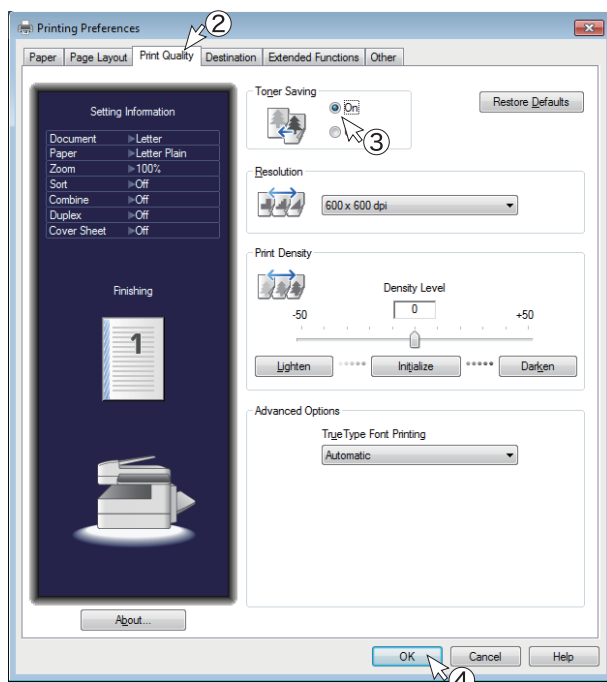 Printing Preferences
②
Paper Page Layout Print Quality Destination Extended Functions Other
Setting Information
Document Letter
Paper Letter Plain
Zoom 100%
Sort Off
Combine Off
Duplex Off
Cover Sheet Off
Finishing
1
About...
Toner Saving
On
③
Restore Defaults
Resolution
600 x 600 dpi
Print Density
Density Level
-50 0 +50
Lighten Initialize Darken
Advanced Options
TrueType Font Printing
Automatic
OK Cancel Help
④